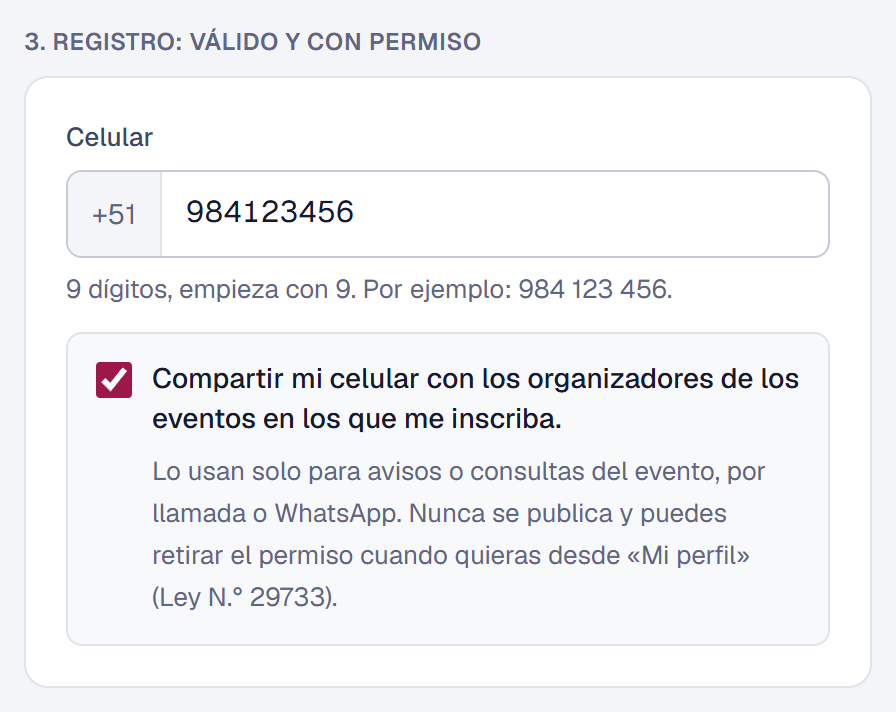 3. REGISTRO: VÁLIDO Y CON PERMISO
Celular
+51
984123456
9 dígitos, empieza con 9. Por ejemplo: 984 123 456.
Compartir mi celular con los organizadores de los
eventos en los que me inscriba.
Lo usan solo para avisos o consultas del evento, por
llamada o WhatsApp. Nunca se publica y puedes
retirar el permiso cuando quieras desde «Mi perfil»
(Ley N.° 29733).